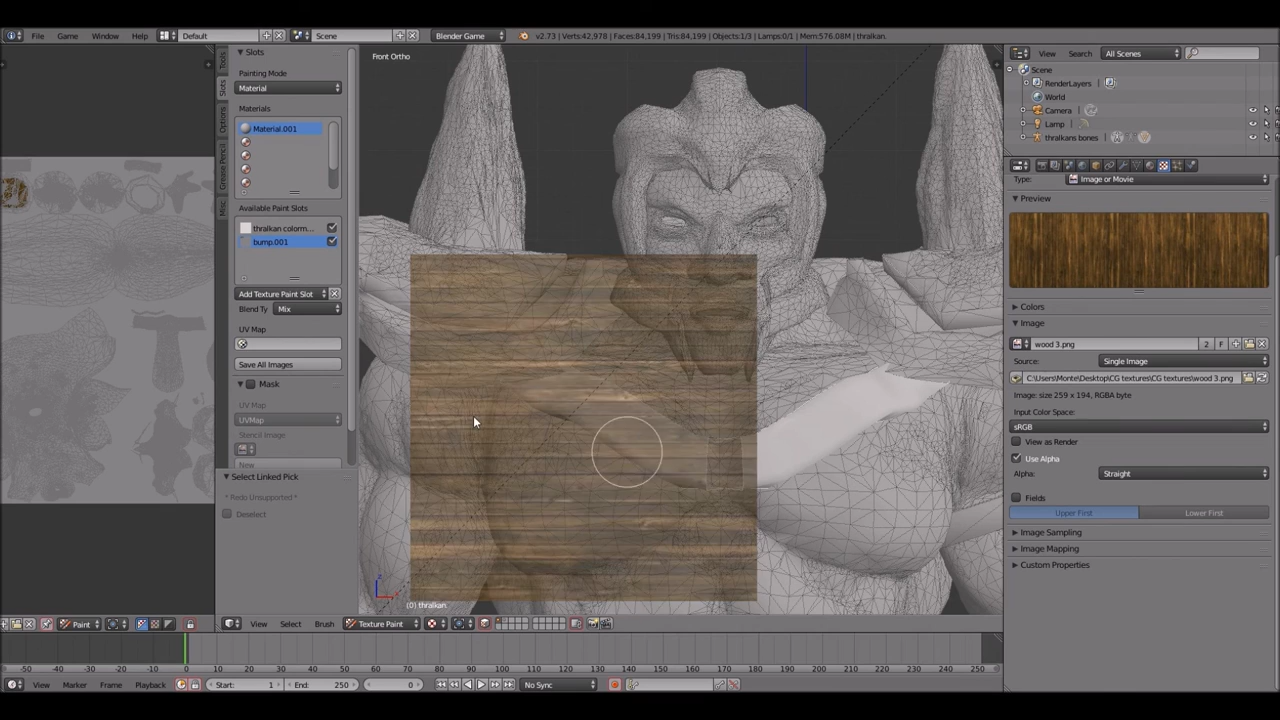 File Game Window Help Default Scene Blender Game v2.73 | Verts:42,978 | Faces:84,199 | Tris:84,199 | Objects:1/3 | Lamps:0/1 | Mem:576.08M | thralkan.
View Search All Scenes
Slots
Front Ortho
Painting Mode
Material
Materials
Material.001
Available Paint Slots
thralkan colorm...
bump.001
Add Texture Paint Slot
Blend Ty Mix
UV Map
Save All Images
Mask
UV Map
UVMap
Stencil Image
New
Select Linked Pick
* Redo Unsupported *
Deselect
Tools
Slots
Options
Grease Pencil
Misc
(0) thralkan.
Scene
RenderLayers
World
Camera
Lamp
thralkans bones
Type: Image or Movie
Preview
Colors
Image
wood 3.png 2 F
Source: Single Image
C:\Users\Monte\Desktop\CG textures\CG textures\wood 3.png
Image: size 259 x 194, RGBA byte
Input Color Space:
sRGB
View as Render
Use Alpha
Alpha: Straight
Fields
Upper First Lower First
Image Sampling
Image Mapping
Custom Properties
Paint View Select Brush Texture Paint
-50 -40 -30 -20 -10 0 10 20 30 40 50 60 70 80 90 100 110 120 130 140 150 160 170 180 190 200 210 220 230 240 250
View Marker Frame Playback Start: 1 End: 250 0 No Sync